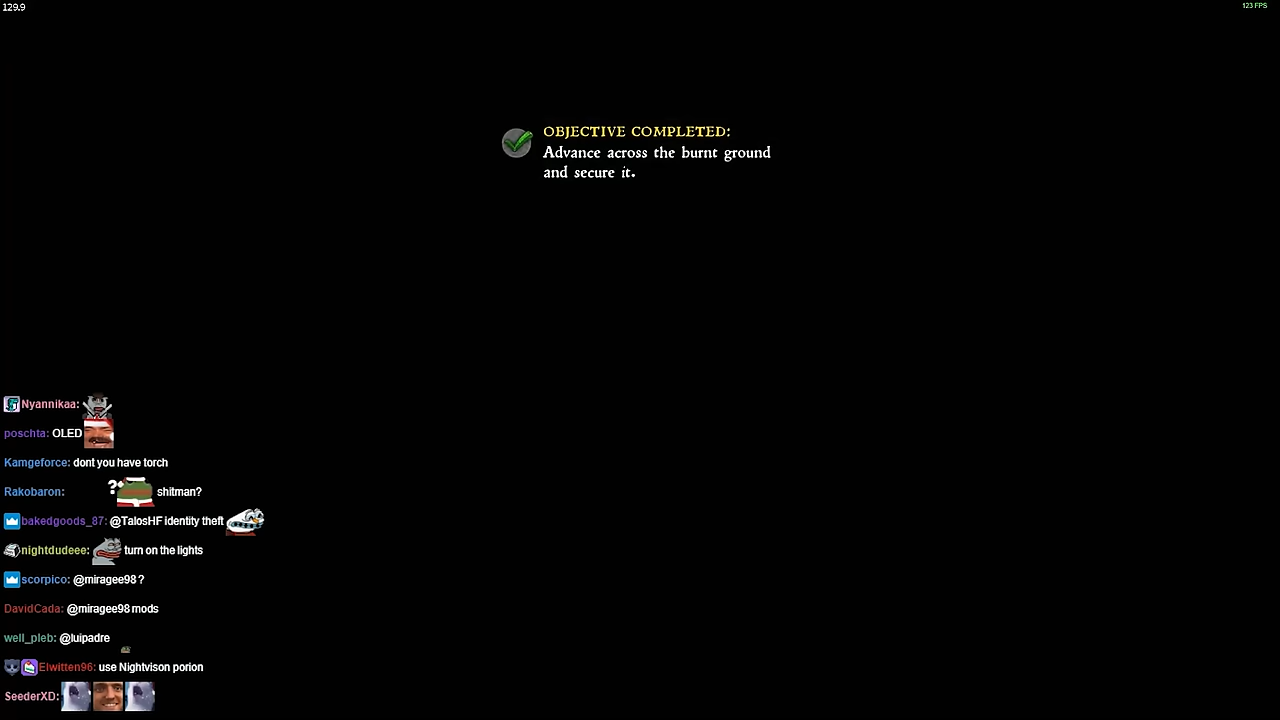 129.9
123 FPS
OBJECTIVE COMPLETED:
Advance across the burnt ground
and secure it.
Nyannikaa:
poschta: OLED
Kamgeforce: dont you have torch
Rakobaron: ? shitman?
bakedgoods_87: @TalosHF identity theft
nightdudeee: turn on the lights
scorpico: @miragee98 ?
DavidCada: @miragee98 mods
well_pleb: @luipadre
Elwitten96: use Nightvison porion
SeederXD: